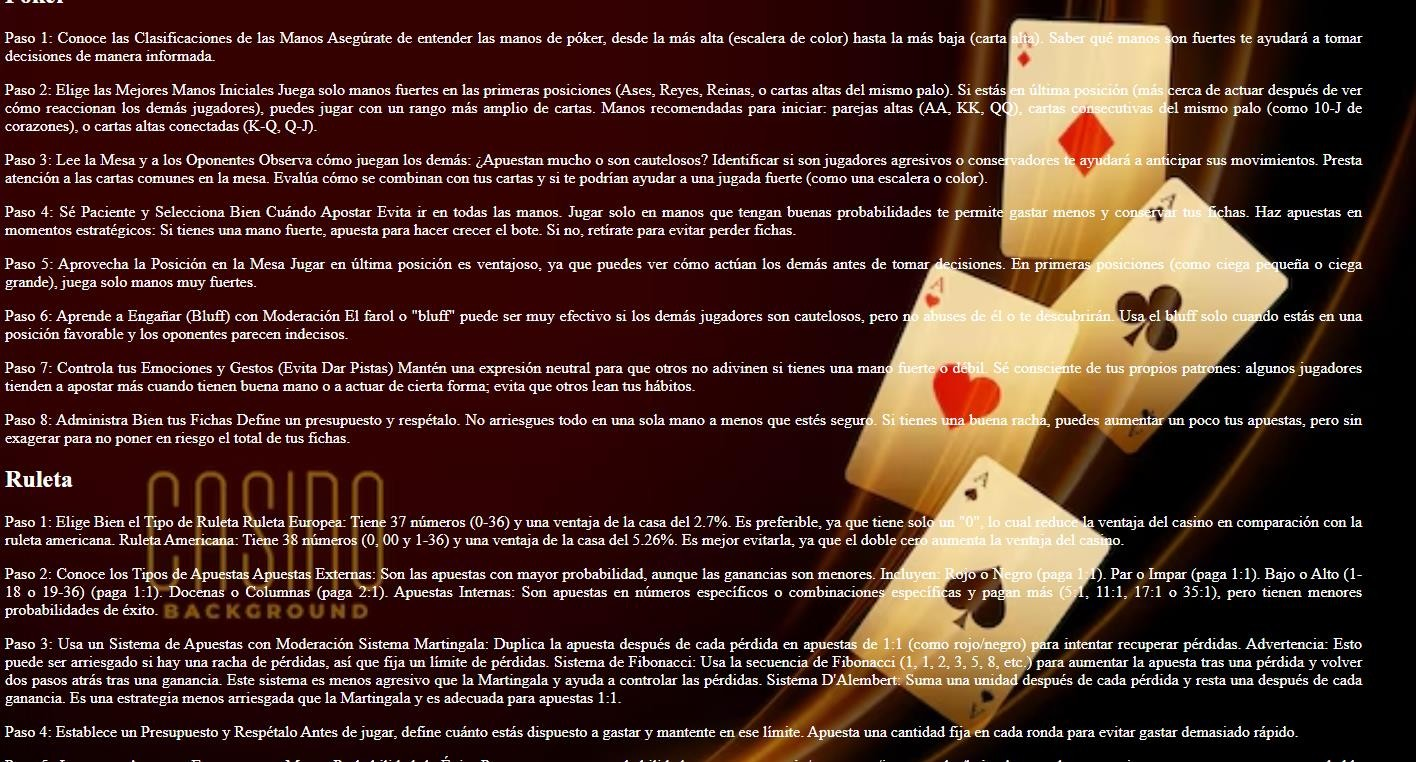 Póker
Paso 1: Conoce las Clasificaciones de las Manos Asegúrate de entender las manos de póker, desde la más alta (escalera de color) hasta la más baja (carta alta). Saber qué manos son fuertes te ayudará a tomar
decisiones de manera informada.
Paso 2: Elige las Mejores Manos Iniciales Juega solo manos fuertes en las primeras posiciones (Ases, Reyes, Reinas, o cartas altas del mismo palo). Si estás en última posición (más cerca de actuar después de ver
cómo reaccionan los demás jugadores), puedes jugar con un rango más amplio de cartas. Manos recomendadas para iniciar: parejas altas (AA, KK, QQ), cartas consecutivas del mismo palo (como 10-J de
corazones), o cartas altas conectadas (K-Q, Q-J).
Paso 3: Lee la Mesa y a los Oponentes Observa cómo juegan los demás: ¿Apuestan mucho o son cautelosos? Identificar si son jugadores agresivos o conservadores te ayudará a anticipar sus movimientos. Presta
atención a las cartas comunes en la mesa. Evalúa cómo se combinan con tus cartas y si te podrían ayudar a una jugada fuerte (como una escalera o color).
Paso 4: Sé Paciente y Selecciona Bien Cuándo Apostar Evita ir en todas las manos. Jugar solo en manos que tengan buenas probabilidades te permite gastar menos y conservar tus fichas. Haz apuestas en
momentos estratégicos: Si tienes una mano fuerte, apuesta para hacer crecer el bote. Si no, retírate para evitar perder fichas.
Paso 5: Aprovecha la Posición en la Mesa Jugar en última posición es ventajoso, ya que puedes ver cómo actúan los demás antes de tomar decisiones. En primeras posiciones (como ciega pequeña o ciega
grande), juega solo manos muy fuertes.
Paso 6: Aprende a Engañar (Bluff) con Moderación El farol o "bluff" puede ser muy efectivo si los demás jugadores son cautelosos, pero no abuses de él o te descubrirán. Usa el bluff solo cuando estás en una
posición favorable y los oponentes parecen indecisos.
Paso 7: Controla tus Emociones y Gestos (Evita Dar Pistas) Mantén una expresión neutral para que otros no adivinen si tienes una mano fuerte o débil. Sé consciente de tus propios patrones: algunos jugadores
tienden a apostar más cuando tienen buena mano o a actuar de cierta forma; evita que otros lean tus hábitos.
Paso 8: Administra Bien tus Fichas Define un presupuesto y respétalo. No arriesgues todo en una sola mano a menos que estés seguro. Si tienes una buena racha, puedes aumentar un poco tus apuestas, pero sin
exagerar para no poner en riesgo el total de tus fichas.
Ruleta
Paso 1: Elige Bien el Tipo de Ruleta Ruleta Europea: Tiene 37 números (0-36) y una ventaja de la casa del 2.7%. Es preferible, ya que tiene solo un "0", lo cual reduce la ventaja del casino en comparación con la
ruleta americana. Ruleta Americana: Tiene 38 números (0, 00 y 1-36) y una ventaja de la casa del 5.26%. Es mejor evitarla, ya que el doble cero aumenta la ventaja del casino.
Paso 2: Conoce los Tipos de Apuestas Apuestas Externas: Son las apuestas con mayor probabilidad, aunque las ganancias son menores. Incluyen: Rojo o Negro (paga 1:1). Par o Impar (paga 1:1). Bajo o Alto (1-
18 o 19-36) (paga 1:1). Docenas o Columnas (paga 2:1). Apuestas Internas: Son apuestas en números específicos o combinaciones específicas y pagan más (5:1, 11:1, 17:1 o 35:1), pero tienen menores
probabilidades de éxito.
Paso 3: Usa un Sistema de Apuestas con Moderación Sistema Martingala: Duplica la apuesta después de cada pérdida en apuestas de 1:1 (como rojo/negro) para intentar recuperar pérdidas. Advertencia: Esto
puede ser arriesgado si hay una racha de pérdidas, así que fija un límite de pérdidas. Sistema de Fibonacci: Usa la secuencia de Fibonacci (1, 1, 2, 3, 5, 8, etc.) para aumentar la apuesta tras una pérdida y volver
dos pasos atrás tras una ganancia. Este sistema es menos agresivo que la Martingala y ayuda a controlar las pérdidas. Sistema D'Alembert: Suma una unidad después de cada pérdida y resta una después de cada
ganancia. Es una estrategia menos arriesgada que la Martingala y es adecuada para apuestas 1:1.
Paso 4: Establece un Presupuesto y Respétalo Antes de jugar, define cuánto estás dispuesto a gastar y mantente en ese límite. Apuesta una cantidad fija en cada ronda para evitar gastar demasiado rápido.
CASINO
BACKGROUND
A
A
A
A
A